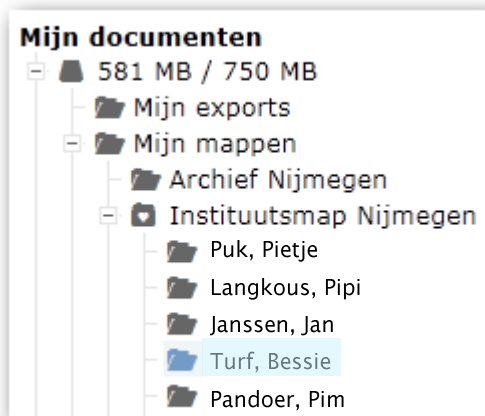 Mijn documenten
581 MB / 750 MB
Mijn exports
Mijn mappen
Archief Nijmegen
Instituutsmap Nijmegen
Puk, Pietje
Langkous, Pipi
Janssen, Jan
Turf, Bessie
Pandoer, Pim